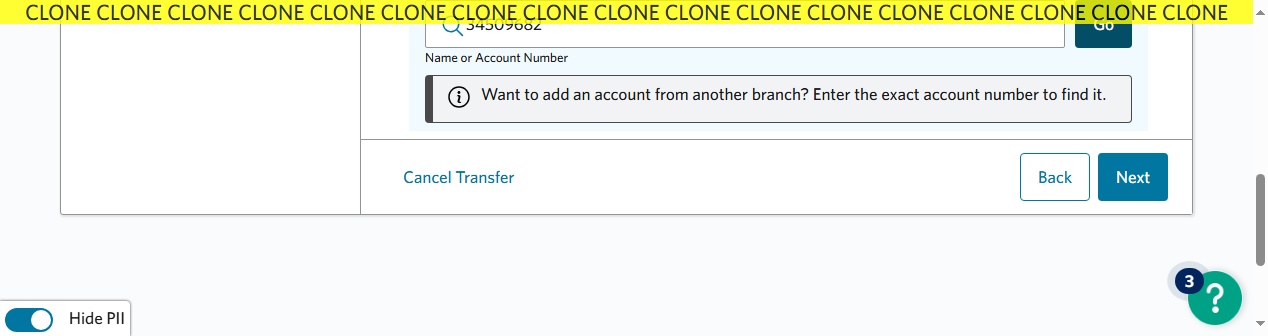 CLONE CLONE CLONE CLONE CLONE CLONE CLONE CLONE CLONE CLONE CLONE CLONE CLONE CLONE CLONE CLONE CLONE
34509682
Go
Name or Account Number
Want to add an account from another branch? Enter the exact account number to find it.
Cancel Transfer
Back
Next
3
?
Hide PII